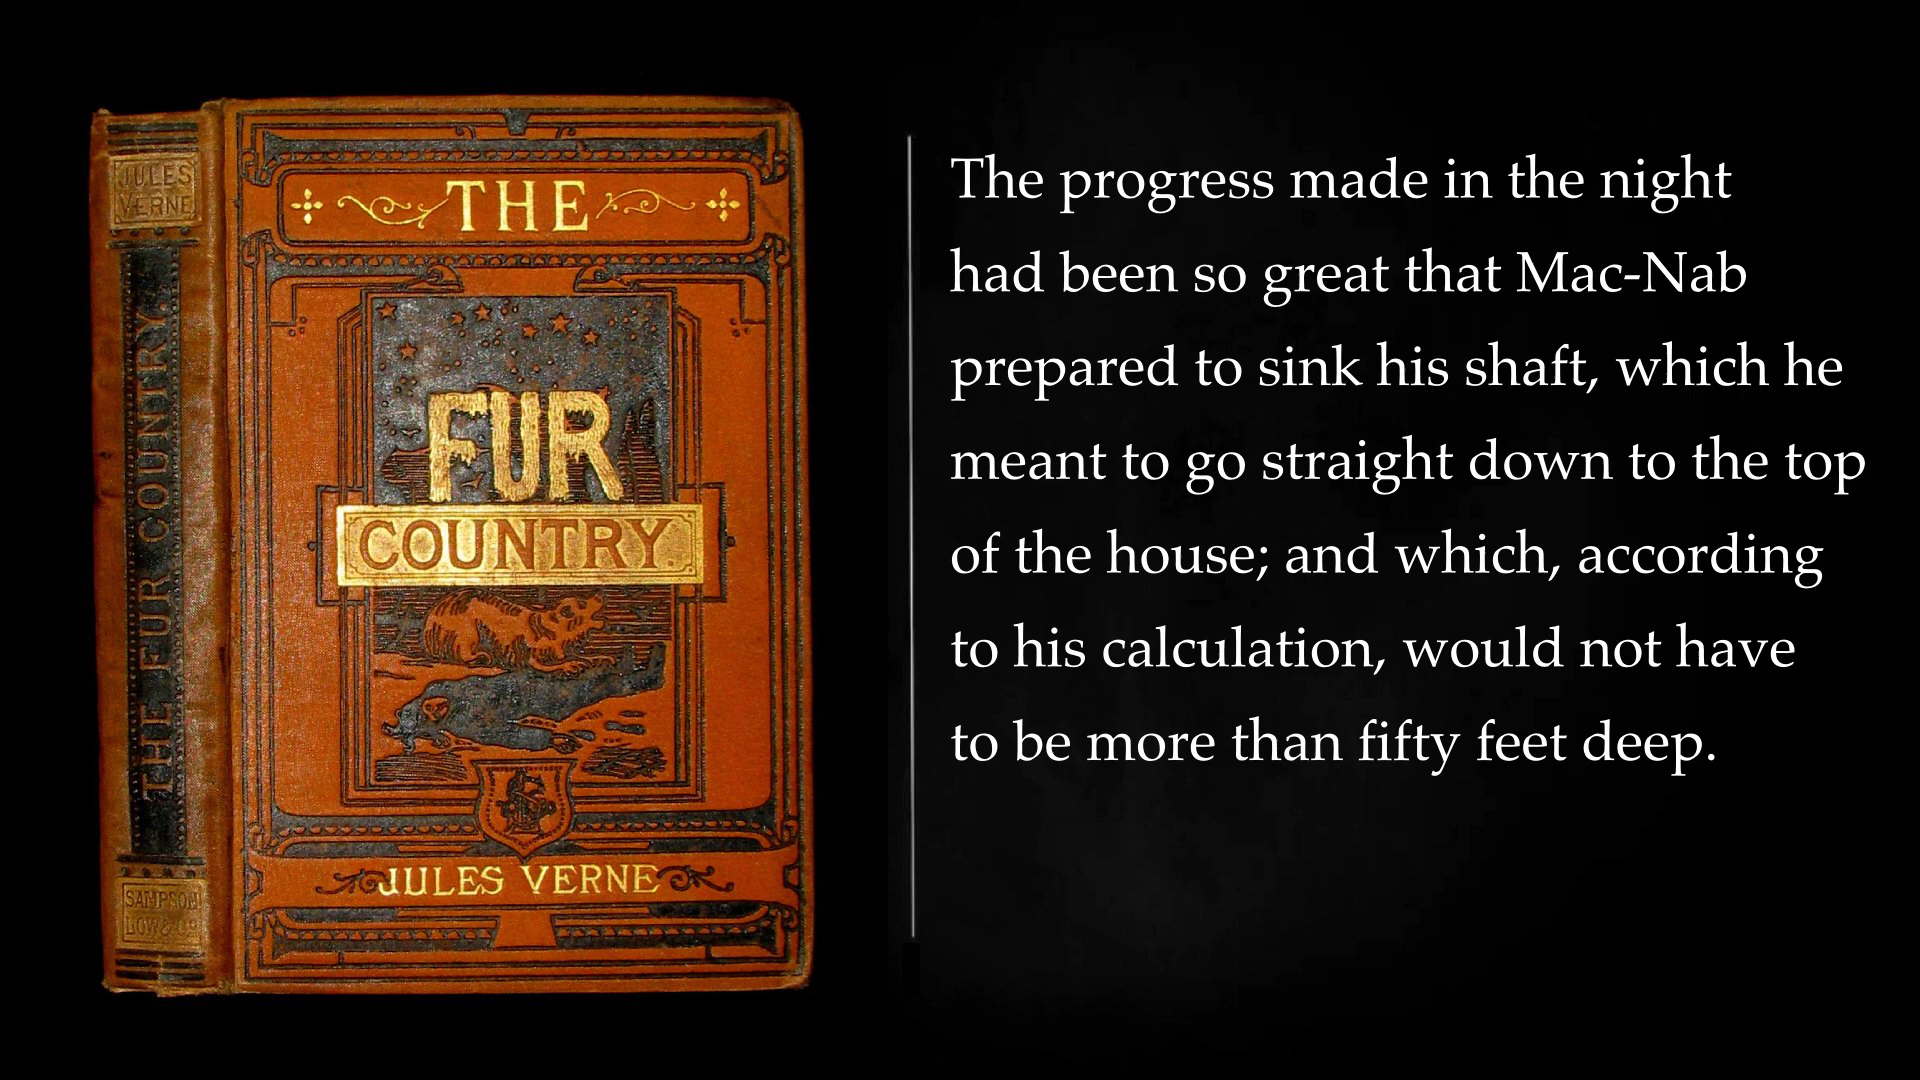 JULES
VERNE
THE FUR COUNTRY.
SAMPSON
LOW & Co
THE
FUR
COUNTRY.
JULES VERNE
The progress made in the night
had been so great that Mac-Nab
prepared to sink his shaft, which he
meant to go straight down to the top
of the house; and which, according
to his calculation, would not have
to be more than fifty feet deep.